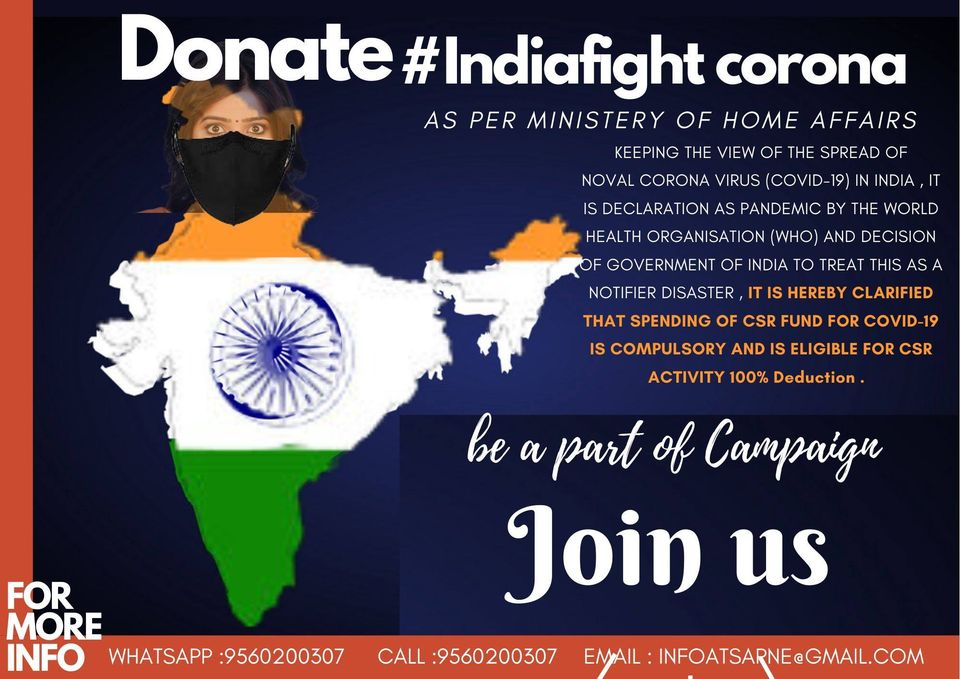 Donate #Indiafight corona
AS PER MINISTERY OF HOME AFFAIRS
KEEPING THE VIEW OF THE SPREAD OF
NOVAL CORONA VIRUS (COVID-19) IN INDIA , IT
IS DECLARATION AS PANDEMIC BY THE WORLD
HEALTH ORGANISATION (WHO) AND DECISION
OF GOVERNMENT OF INDIA TO TREAT THIS AS A
NOTIFIER DISASTER , IT IS HEREBY CLARIFIED
THAT SPENDING OF CSR FUND FOR COVID-19
IS COMPULSORY AND IS ELIGIBLE FOR CSR
ACTIVITY 100% Deduction .
be a part of Campaign
Join us
FOR
MORE
INFO
WHATSAPP :9560200307 CALL :9560200307 EMAIL : INFOATSARNE@GMAIL.COM